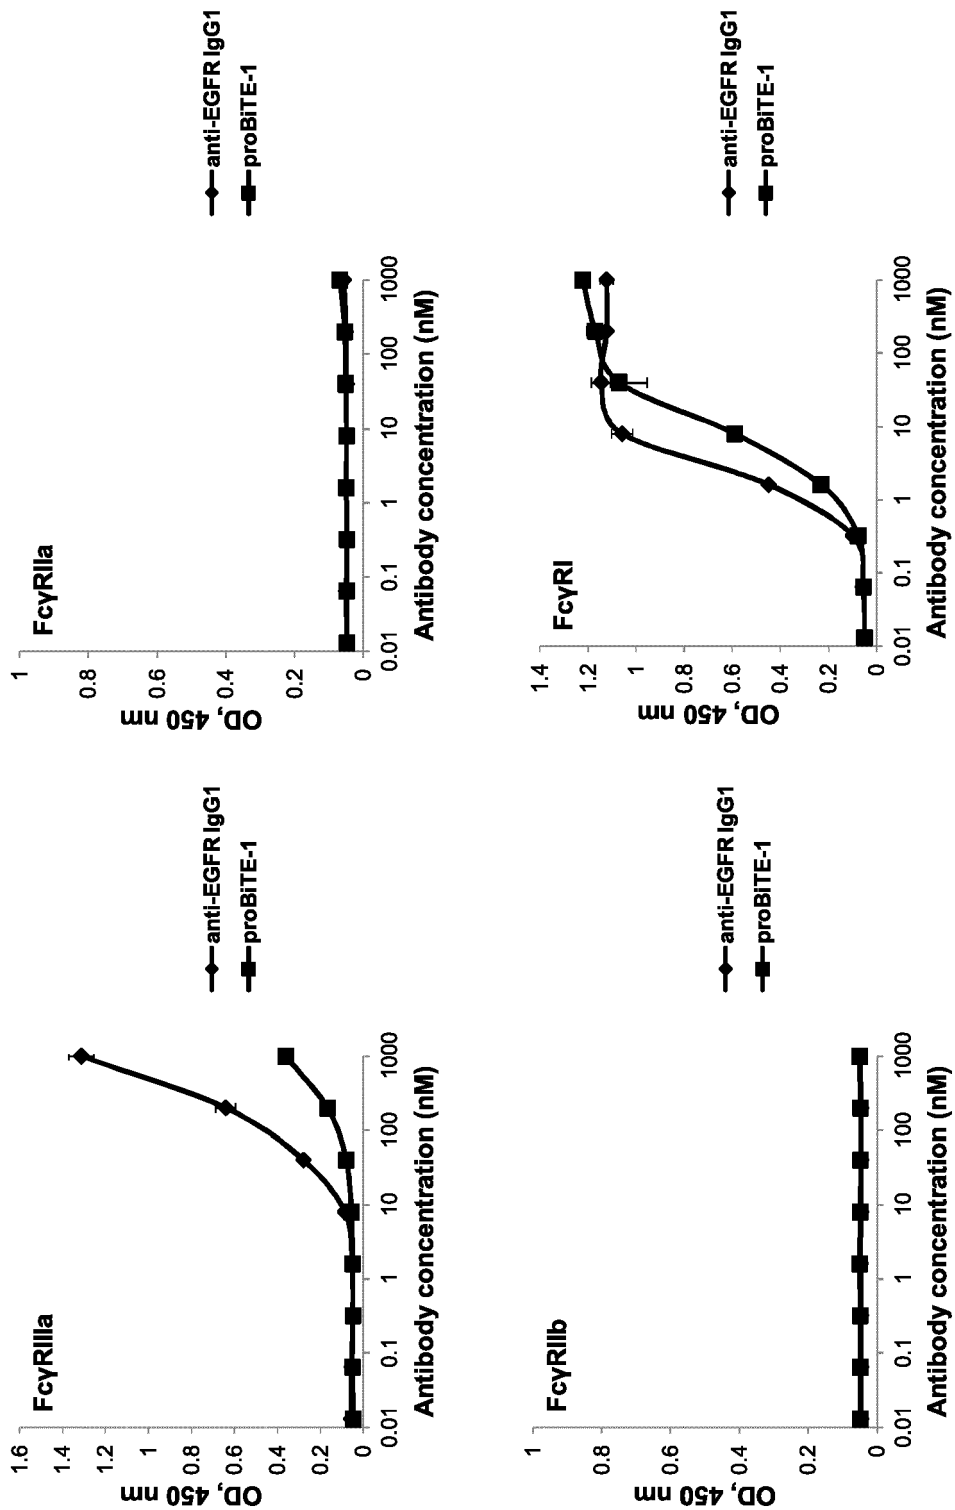 FcγRIIIa
OD, 450 nm
1.6
1.4
1.2
1
0.8
0.6
0.4
0.2
0
0.01 0.1 1 10 100 1000
Antibody concentration (nM)
anti-EGFR IgG1
proBiTE-1
FcγRIIa
OD, 450 nm
1
0.8
0.6
0.4
0.2
0
0.01 0.1 1 10 100 1000
Antibody concentration (nM)
anti-EGFR IgG1
proBiTE-1
FcγRIIb
OD, 450 nm
1
0.8
0.6
0.4
0.2
0
0.01 0.1 1 10 100 1000
Antibody concentration (nM)
anti-EGFR IgG1
proBiTE-1
FcγRI
OD, 450 nm
1.4
1.2
1
0.8
0.6
0.4
0.2
0
0.01 0.1 1 10 100 1000
Antibody concentration (nM)
anti-EGFR IgG1
proBiTE-1